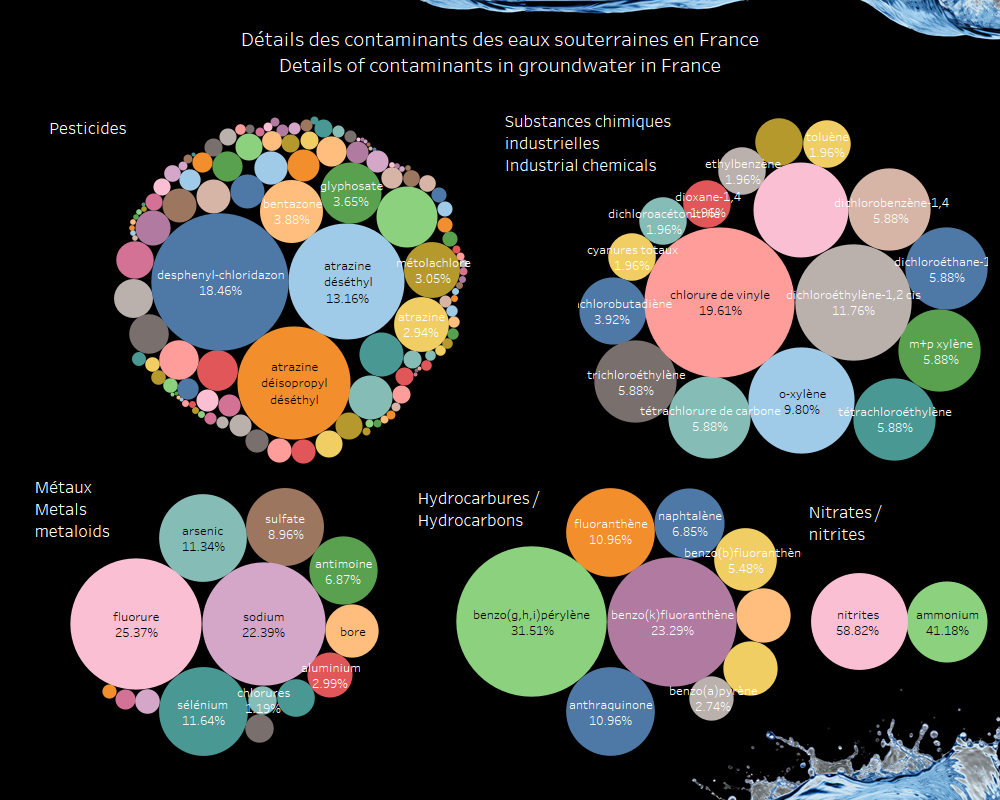 Détails des contaminants des eaux souterraines en France
Details of contaminants in groundwater in France
Pesticides
glyphosate
3.65%
bentazone
3.88%
desphenyl-chloridazon
18.46%
atrazine
déséthyl
13.16%
métolachlore
3.05%
atrazine
2.94%
atrazine
déisopropyl
déséthyl
Substances chimiques
industrielles
Industrial chemicals
toluène
1.96%
ethylbenzène
1.96%
dioxane-1,4
1.96%
dichlorobenzène-1,4
5.88%
1.96%
cyanures totaux
1.96%
dichloroéthane-1
5.88%
chlorure de vinyle
19.61%
dichloroéthylène-1,2 cis
11.76%
chlorobutadiène
3.92%
m+p xylène
5.88%
trichloroéthylène
5.88%
o-xylène
9.80%
tétrachlorure de carbone
5.88%
tétrachloroéthylène
5.88%
Métaux
Metals
metaloids
arsenic
11.34%
sulfate
8.96%
antimoine
6.87%
fluorure
25.37%
sodium
22.39%
bore
aluminium
2.99%
chlorures
1.19%
sélénium
11.64%
Hydrocarbures /
Hydrocarbons
fluoranthène
10.96%
naphtalène
6.85%
benzo(b)fluoranthèn
5.48%
benzo(g,h,i)pérylène
31.51%
benzo(k)fluoranthène
23.29%
benzo(a)pyrène
2.74%
anthraquinone
10.96%
Nitrates /
nitrites
nitrites
58.82%
ammonium
41.18%